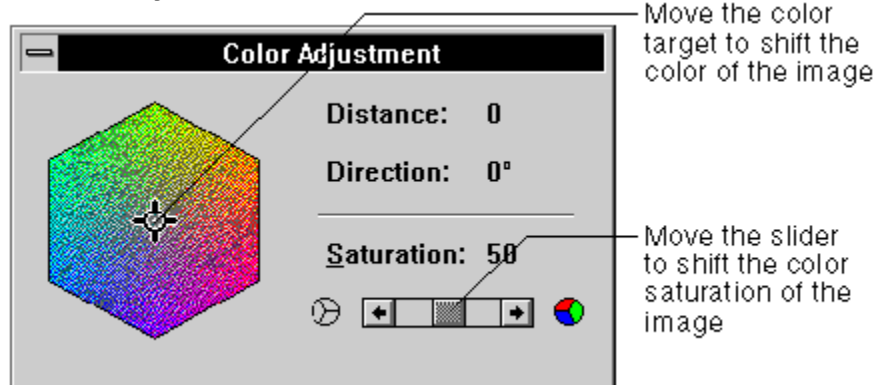 Move the color
target to shift the
color of the image
Color Adjustment
Distance: 0
Direction: 0°
Saturation: 50
Move the slider
to shift the color
saturation of the
image